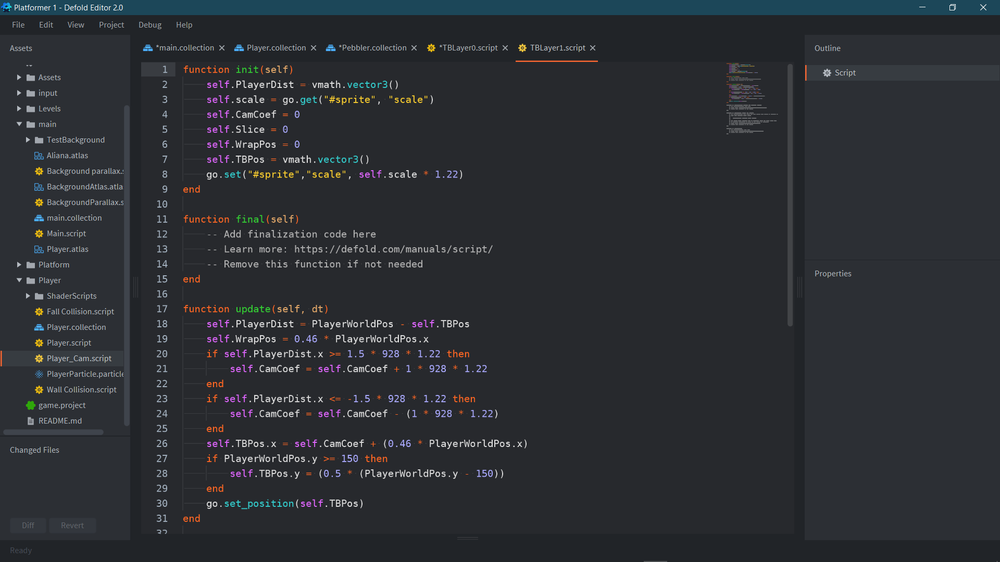 Platformer 1 - Defold Editor 2.0
File Edit View Project Debug Help
Assets
Assets
input
Levels
main
TestBackground
Aliana.atlas
Background parallax.s
BackgroundAtlas.atla
BackgroundParallax.s
main.collection
Main.script
Player.atlas
Platform
Player
ShaderScripts
Fall Collision.script
Player.collection
Player.script
Player_Cam.script
PlayerParticle.particle
Wall Collision.script
game.project
README.md
Changed Files
Diff Revert
Ready
*main.collection Player.collection *Pebbler.collection *TBLayer0.script TBLayer1.script
1 function init(self)
2 self.PlayerDist = vmath.vector3()
3 self.scale = go.get("#sprite", "scale")
4 self.CamCoef = 0
5 self.Slice = 0
6 self.WrapPos = 0
7 self.TBPos = vmath.vector3()
8 go.set("#sprite","scale", self.scale * 1.22)
9 end
10
11 function final(self)
12 -- Add finalization code here
13 -- Learn more: https://defold.com/manuals/script/
14 -- Remove this function if not needed
15 end
16
17 function update(self, dt)
18 self.PlayerDist = PlayerWorldPos - self.TBPos
19 self.WrapPos = 0.46 * PlayerWorldPos.x
20 if self.PlayerDist.x >= 1.5 * 928 * 1.22 then
21 self.CamCoef = self.CamCoef + 1 * 928 * 1.22
22 end
23 if self.PlayerDist.x <= -1.5 * 928 * 1.22 then
24 self.CamCoef = self.CamCoef - (1 * 928 * 1.22)
25 end
26 self.TBPos.x = self.CamCoef + (0.46 * PlayerWorldPos.x)
27 if PlayerWorldPos.y >= 150 then
28 self.TBPos.y = (0.5 * (PlayerWorldPos.y - 150))
29 end
30 go.set_position(self.TBPos)
31 end
32
Outline
Script
Properties